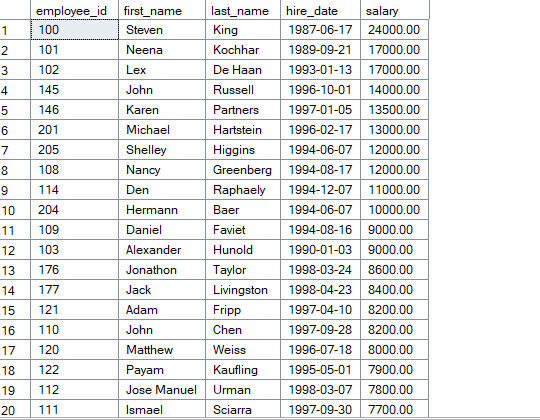 employee_id first_name last_name hire_date salary
1 100 Steven King 1987-06-17 24000.00
2 101 Neena Kochhar 1989-09-21 17000.00
3 102 Lex De Haan 1993-01-13 17000.00
4 145 John Russell 1996-10-01 14000.00
5 146 Karen Partners 1997-01-05 13500.00
6 201 Michael Hartstein 1996-02-17 13000.00
7 205 Shelley Higgins 1994-06-07 12000.00
8 108 Nancy Greenberg 1994-08-17 12000.00
9 114 Den Raphaely 1994-12-07 11000.00
10 204 Hermann Baer 1994-06-07 10000.00
11 109 Daniel Faviet 1994-08-16 9000.00
12 103 Alexander Hunold 1990-01-03 9000.00
13 176 Jonathon Taylor 1998-03-24 8600.00
14 177 Jack Livingston 1998-04-23 8400.00
15 121 Adam Fripp 1997-04-10 8200.00
16 110 John Chen 1997-09-28 8200.00
17 120 Matthew Weiss 1996-07-18 8000.00
18 122 Payam Kaufling 1995-05-01 7900.00
19 112 Jose Manuel Urman 1998-03-07 7800.00
20 111 Ismael Sciarra 1997-09-30 7700.00